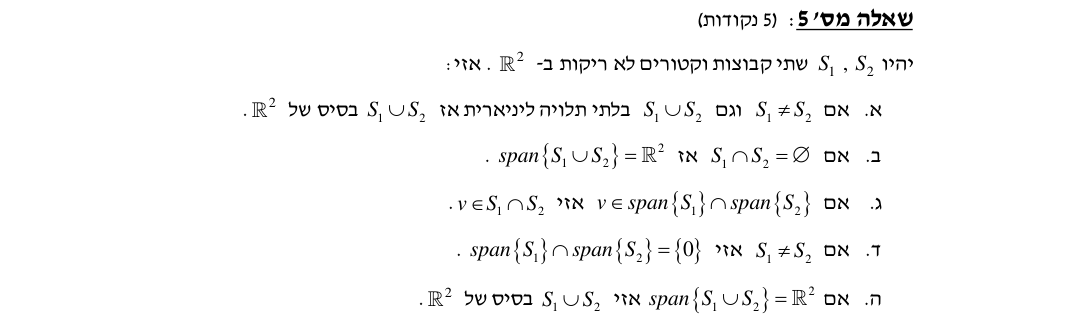 שאלה מס' 5: (5 נקודות)
יהיו S₁ , S₂ שתי קבוצות וקטורים לא ריקות ב- ℝ². אזי:
א. אם S₁ ≠ S₂ וגם S₁ ∪ S₂ בלתי תלויה ליניארית אז S₁ ∪ S₂ בסיס של ℝ².
ב. אם S₁ ∩ S₂ = ∅ אז span{S₁ ∪ S₂} = ℝ².
ג. אם v ∈ span{S₁} ∩ span{S₂} אזי v ∈ S₁ ∩ S₂.
ד. אם S₁ ≠ S₂ אזי span{S₁} ∩ span{S₂} = {0}.
ה. אם span{S₁ ∪ S₂} = ℝ² אזי S₁ ∪ S₂ בסיס של ℝ².